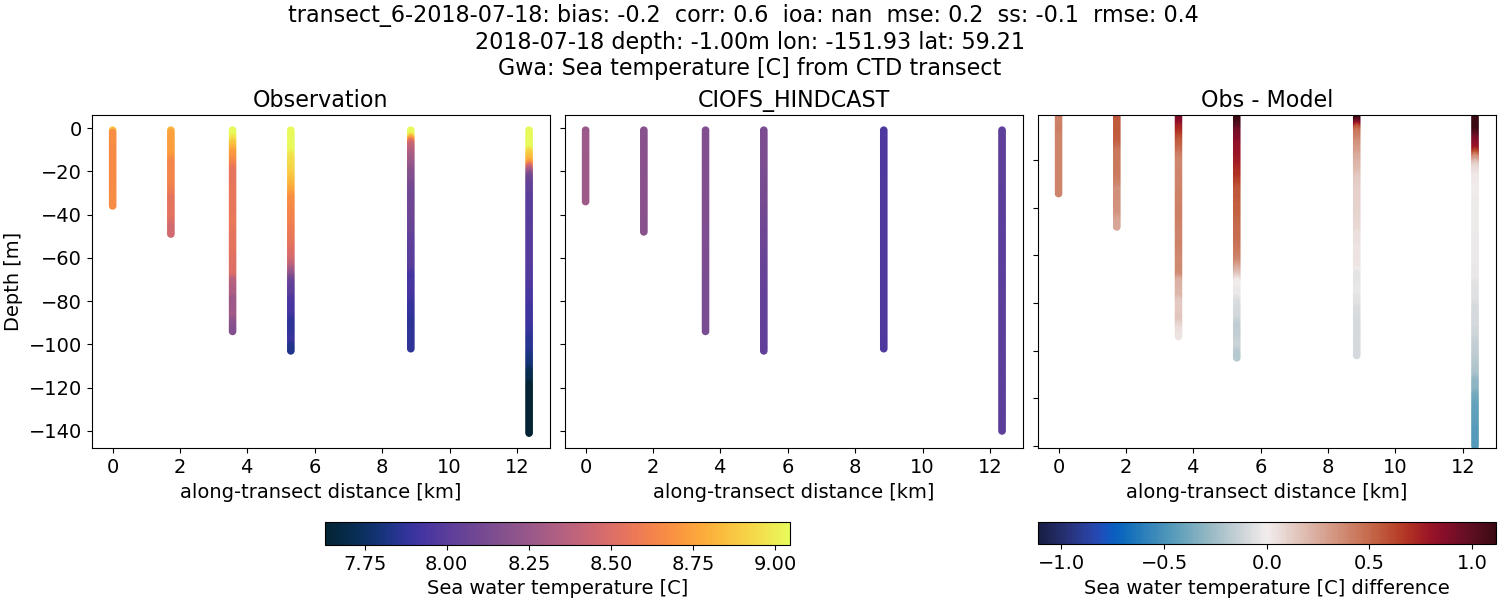 transect_6-2018-07-18: bias: -0.2  corr: 0.6  ioa: nan  mse: 0.2  ss: -0.1  rmse: 0.4
2018-07-18 depth: -1.00m lon: -151.93 lat: 59.21
Gwa: Sea temperature [C] from CTD transect
Observation
CIOFS_HINDCAST
Obs - Model
Depth [m]
0
−20
−40
−60
−80
−100
−120
−140
0 2 4 6 8 10 12
0 2 4 6 8 10 12
0 2 4 6 8 10 12
along-transect distance [km]
along-transect distance [km]
along-transect distance [km]
7.75 8.00 8.25 8.50 8.75 9.00
Sea water temperature [C]
−1.0 −0.5 0.0 0.5 1.0
Sea water temperature [C] difference